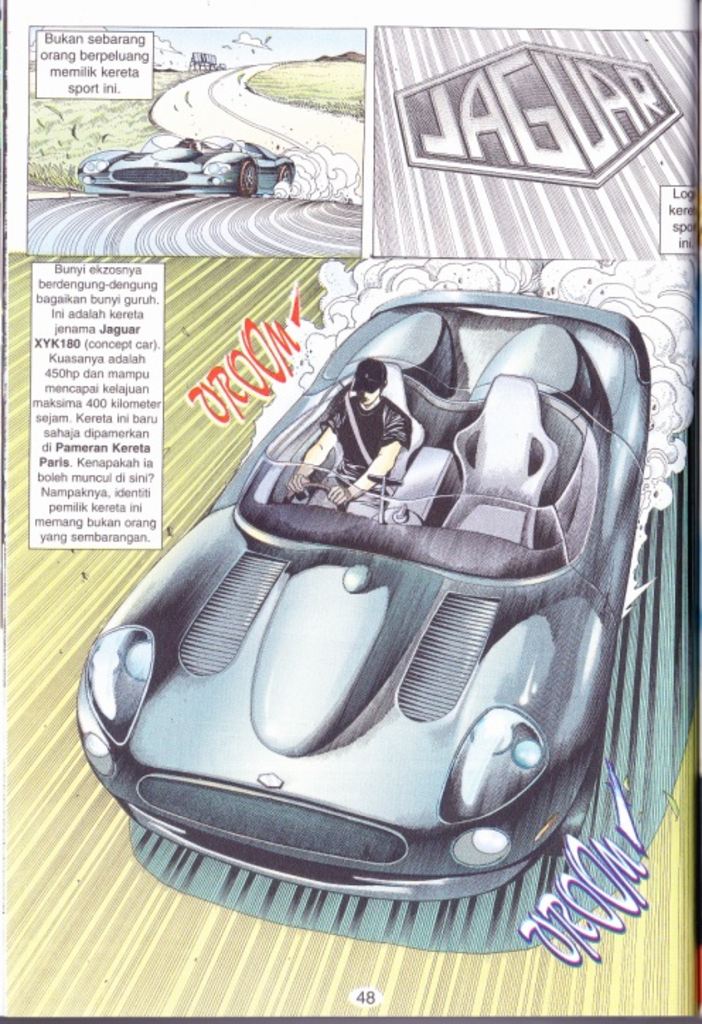 Bukan sebarang
orang berpeluang
memilik kereta
sport ini.
JAGUAR
ini.
Bunyi ekzosnya
berdengung-dengung
bagaikan bunyi guruh.
Ini adalah kereta
jenama Jaguar
XYK180 (concept car).
Kuasanya adalah
450hp dan mampu
mencapai kelajuan
maksima 400 kilometer
sejam. Kereta ini baru
sahaja dipamerkan
di Pameran Kereta
Paris. Kenapakah ia
boleh muncul di sini?
Nampaknya, identiti
pemilik kereta ini
memang bukan orang
yang sembarangan.
VROOM
VROOM
48